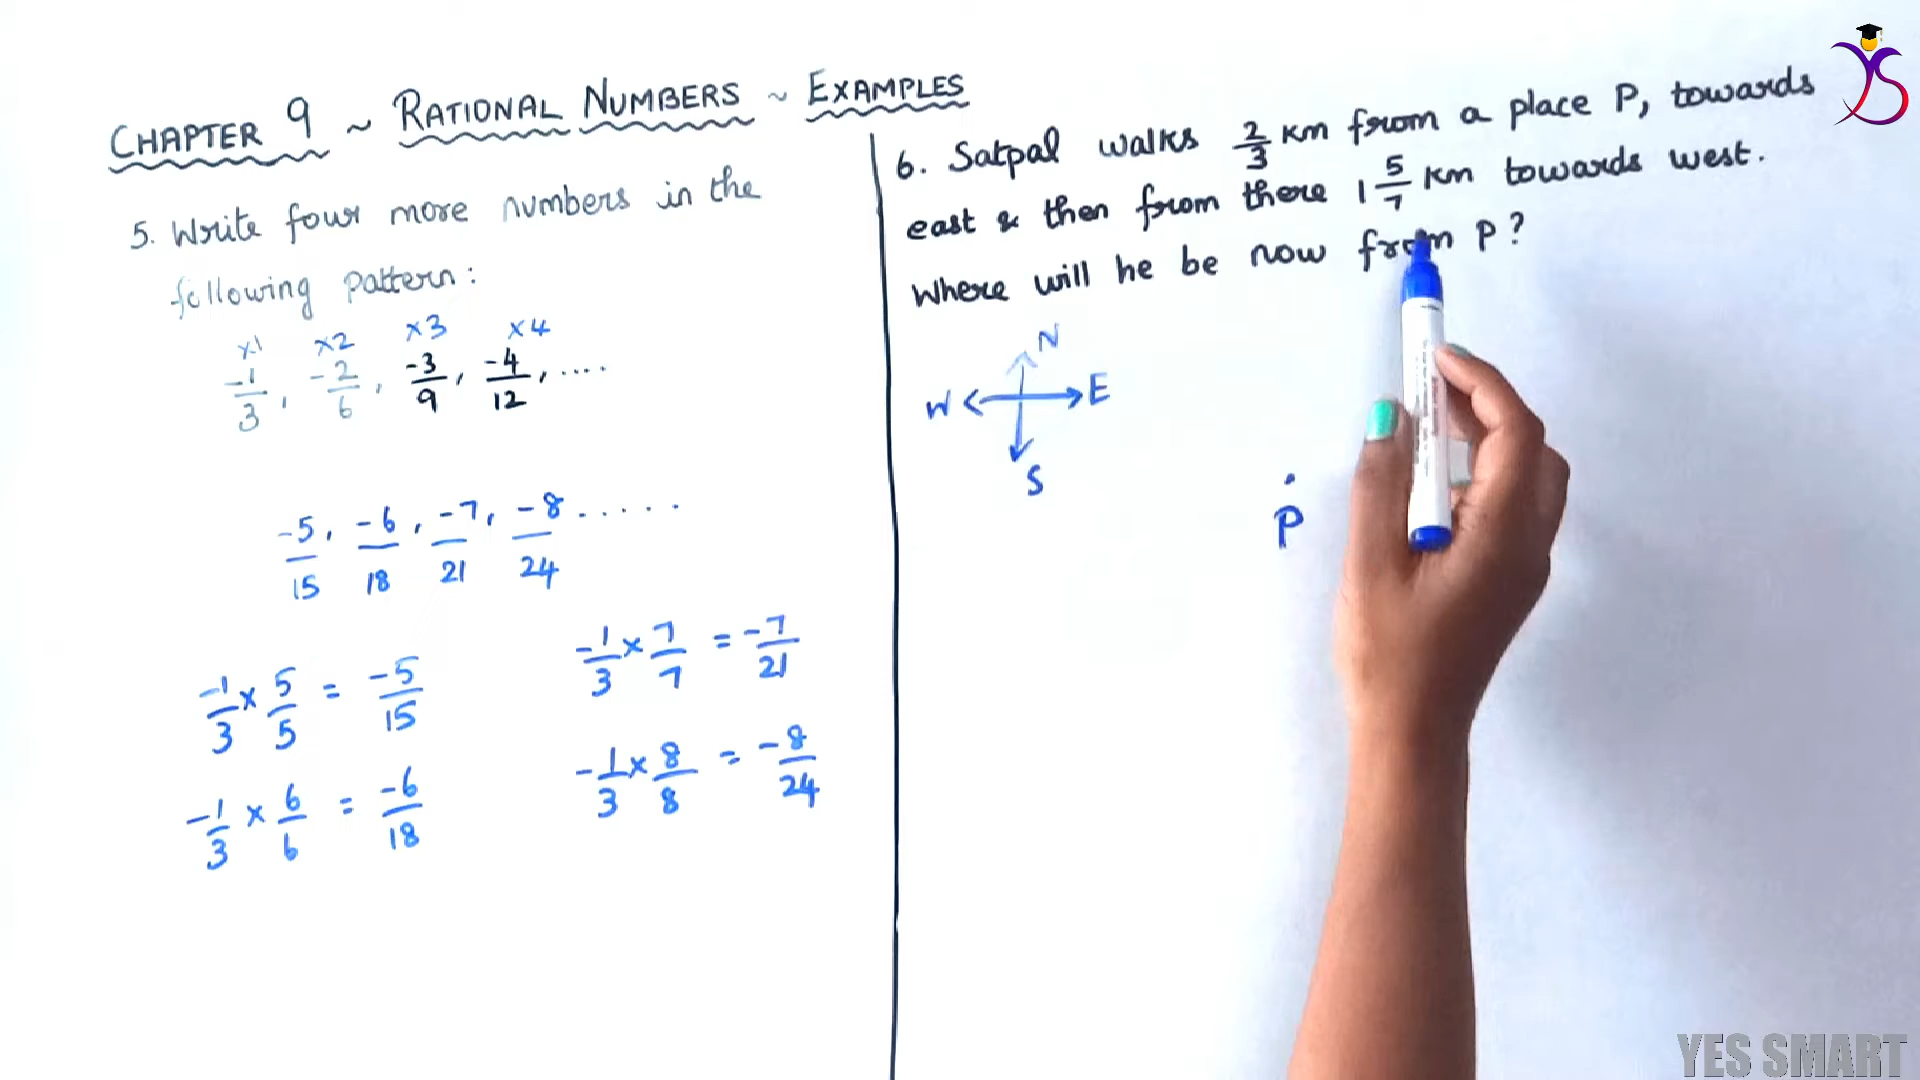 CHAPTER 9 ~ RATIONAL NUMBERS ~ EXAMPLES
5. Write four more numbers in the
following pattern:
×1 ×2 ×3 ×4
-1/3, -2/6, -3/9, -4/12, ....
-5/15, -6/18, -7/21, -8/24 .....
-1/3 × 5/5 = -5/15
-1/3 × 6/6 = -6/18
-1/3 × 7/7 = -7/21
-1/3 × 8/8 = -8/24
6. Satpal walks 2/3 km from a place P, towards
east & then from there 1 5/7 km towards west.
Where will he be now from P?
N
W E
S
P
YS
YES SMART